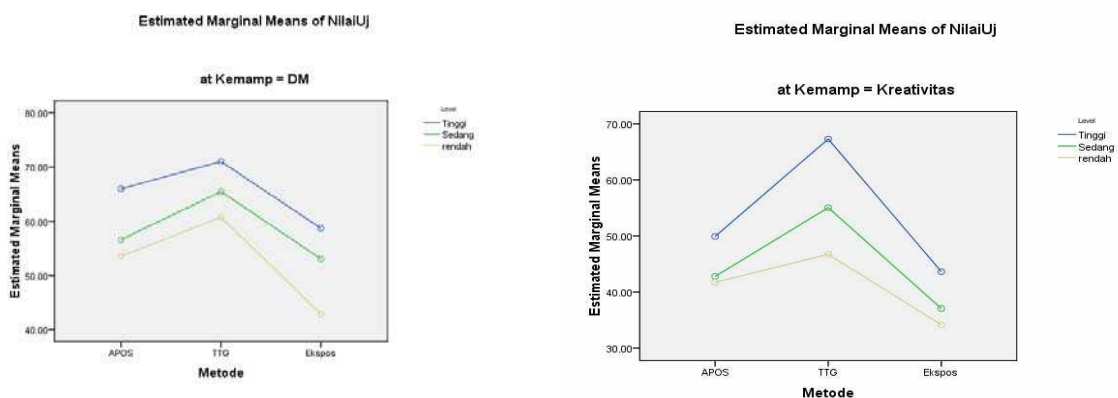 Estimated Marginal Means of NilaiUj
at Kemamp = DM
Level
Tinggi
Sedang
rendah
Estimated Marginal Means
80.00
70.00
60.00
50.00
40.00
APOS
TTG
Ekspos
Metode
Estimated Marginal Means of NilaiUj
at Kemamp = Kreativitas
Level
Tinggi
Sedang
rendah
Estimated Marginal Means
70.00
60.00
50.00
40.00
30.00
APOS
TTG
Ekspos
Metode